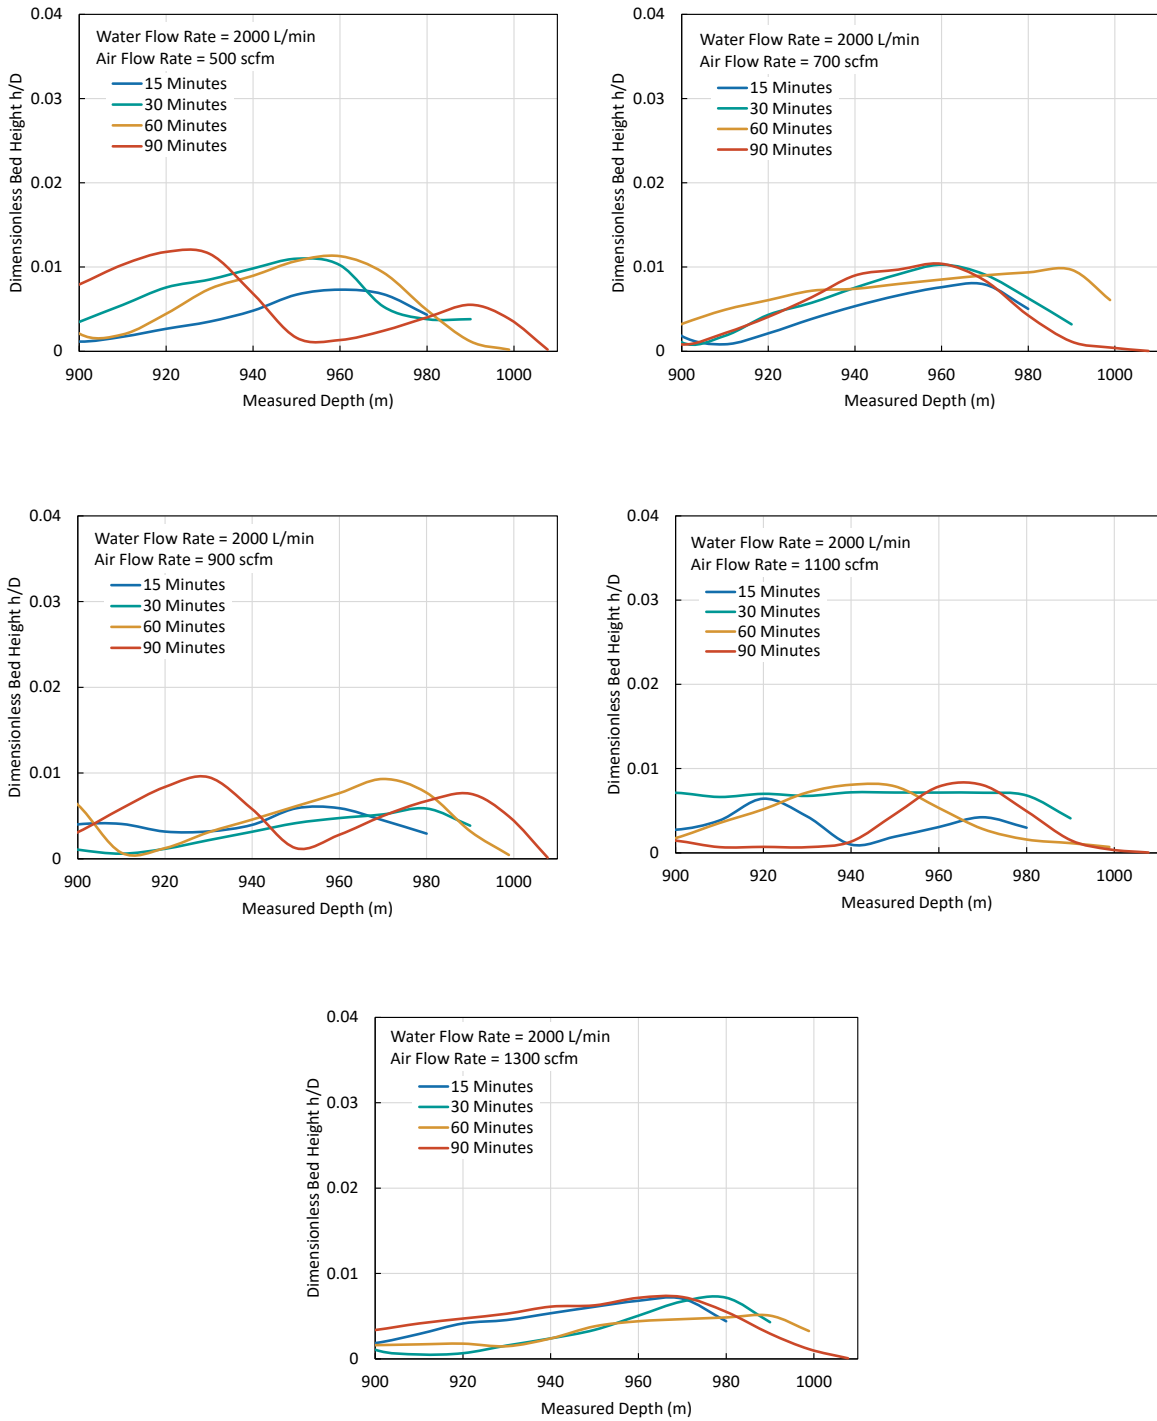 Water Flow Rate = 2000 L/min
Air Flow Rate = 500 scfm
15 Minutes
30 Minutes
60 Minutes
90 Minutes
0.04
0.03
0.02
0.01
0
Dimensionless Bed Height h/D
900 920 940 960 980 1000
Measured Depth (m)
Water Flow Rate = 2000 L/min
Air Flow Rate = 700 scfm
15 Minutes
30 Minutes
60 Minutes
90 Minutes
0.04
0.03
0.02
0.01
0
Dimensionless Bed Height h/D
900 920 940 960 980 1000
Measured Depth (m)
Water Flow Rate = 2000 L/min
Air Flow Rate = 900 scfm
15 Minutes
30 Minutes
60 Minutes
90 Minutes
0.04
0.03
0.02
0.01
0
Dimensionless Bed Height h/D
900 920 940 960 980 1000
Measured Depth (m)
Water Flow Rate = 2000 L/min
Air Flow Rate = 1100 scfm
15 Minutes
30 Minutes
60 Minutes
90 Minutes
0.04
0.03
0.02
0.01
0
Dimensionless Bed Height h/D
900 920 940 960 980 1000
Measured Depth (m)
Water Flow Rate = 2000 L/min
Air Flow Rate = 1300 scfm
15 Minutes
30 Minutes
60 Minutes
90 Minutes
0.04
0.03
0.02
0.01
0
Dimensionless Bed Height h/D
900 920 940 960 980 1000
Measured Depth (m)